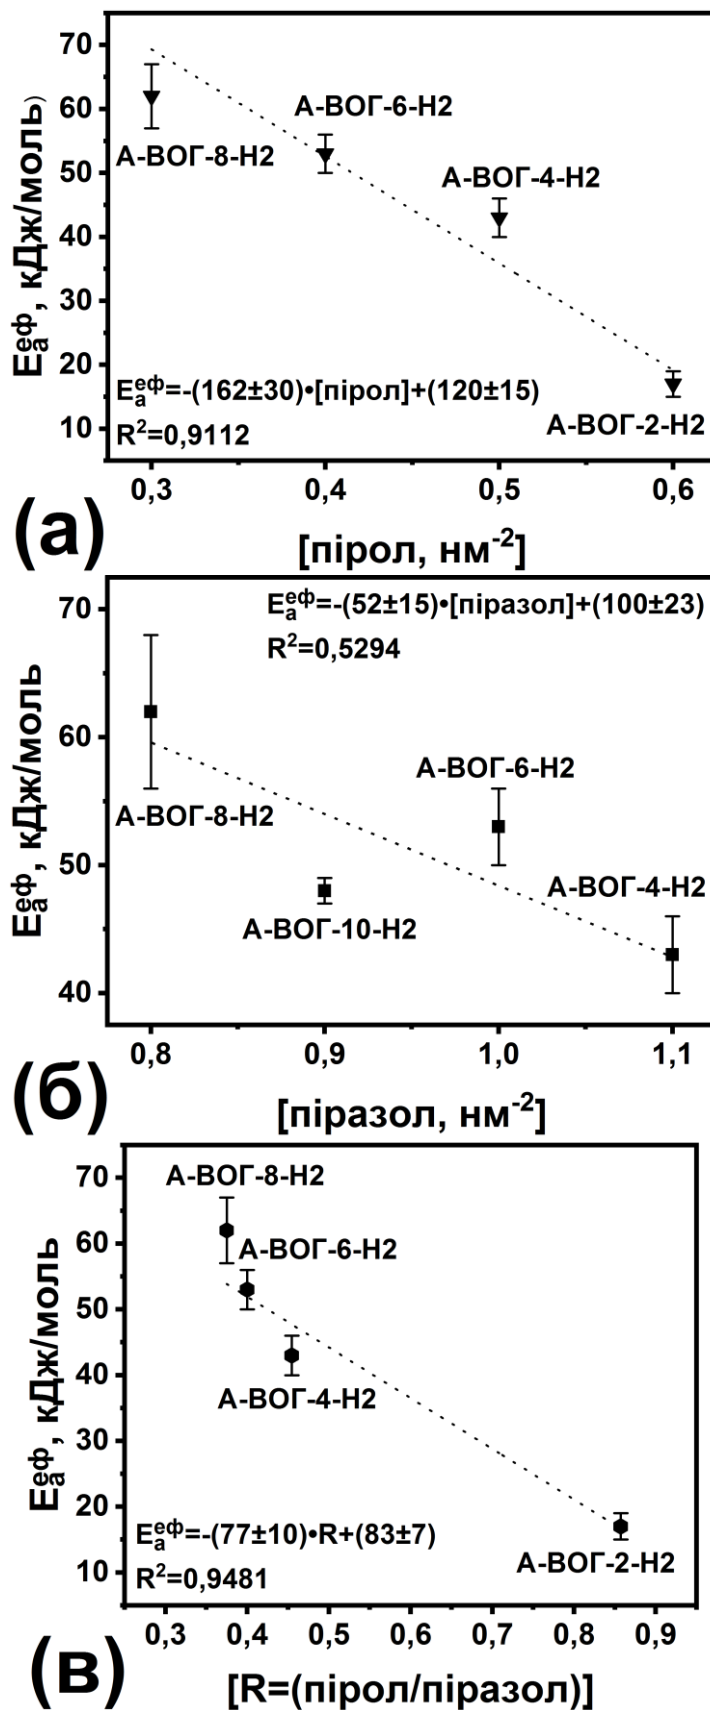 70
60
50
40
30
20
10
Eₐᵉᶠ, кДж/моль)
А-ВОГ-6-Н2
А-ВОГ-8-Н2
А-ВОГ-4-Н2
А-ВОГ-2-Н2
Eₐᵉᶲ=-(162±30)•[пірол]+(120±15)
R²=0,9112
0,3 0,4 0,5 0,6
(а)
[пірол, нм⁻²]
70
60
50
40
Eₐᵉᶲ, кДж/моль
Eₐᵉᶲ=-(52±15)•[піразол]+(100±23)
R²=0,5294
А-ВОГ-6-Н2
А-ВОГ-8-Н2
А-ВОГ-4-Н2
А-ВОГ-10-Н2
0,8 0,9 1,0 1,1
(б)
[піразол, нм⁻²]
70
60
50
40
30
20
10
Eₐᵉᶲ, кДж/моль
А-ВОГ-8-Н2
А-ВОГ-6-Н2
А-ВОГ-4-Н2
Eₐᵉᶲ=-(77±10)•R+(83±7)
А-ВОГ-2-Н2
R²=0,9481
0,3 0,4 0,5 0,6 0,7 0,8 0,9
(в)
[R=(пірол/піразол)]